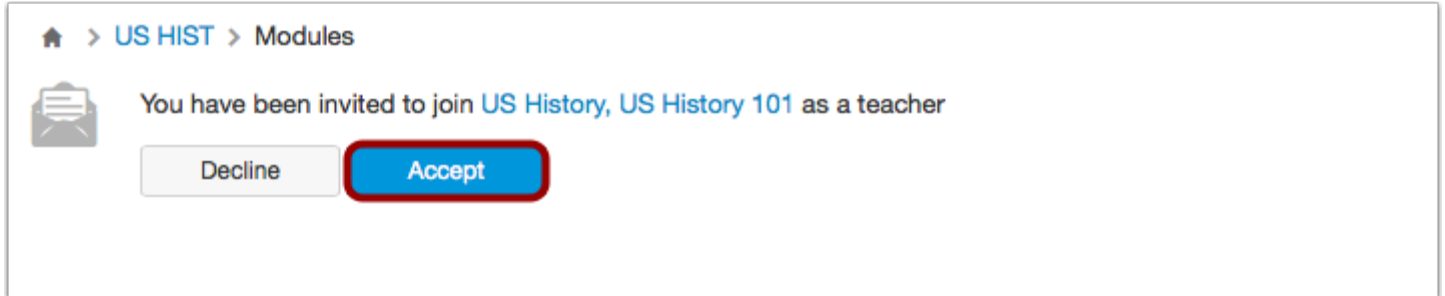 > US HIST > Modules
You have been invited to join US History, US History 101 as a teacher
Decline Accept